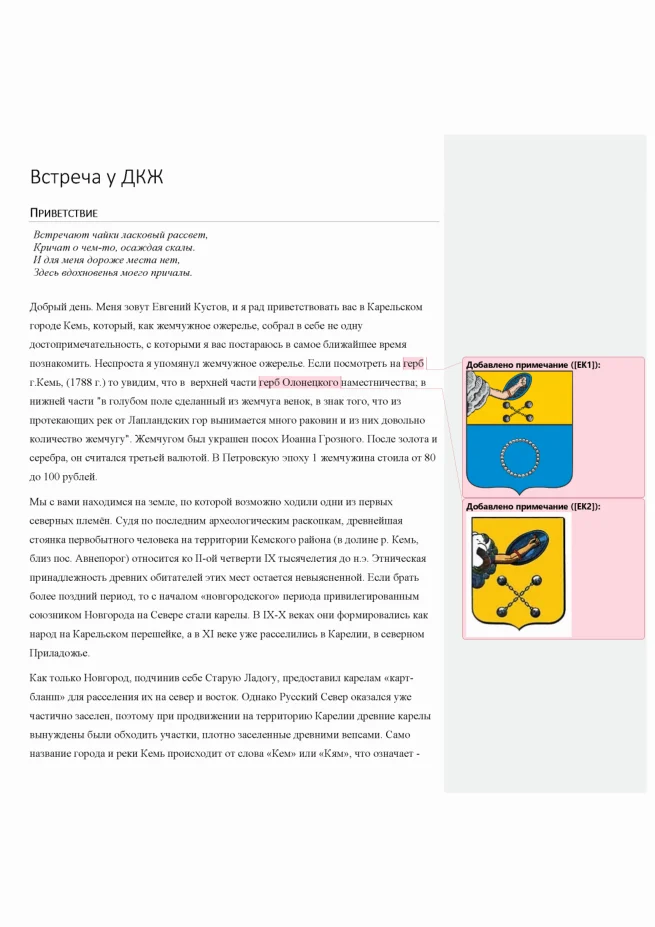 Встреча у ДКЖ
Приветствие
Встречают чайки ласковый рассвет,
Кричат о чем-то, осаждая скалы.
И для меня дороже места нет,
Здесь вдохновенья моего причалы.
Добрый день. Меня зовут Евгений Кустов, и я рад приветствовать вас в Карельском
городе Кемь, который, как жемчужное ожерелье, собрал в себе не одну
достопримечательность, с которыми я вас постараюсь в самое ближайшее время
познакомить. Неспроста я упомянул жемчужное ожерелье. Если посмотреть на герб
г.Кемь, (1788 г.) то увидим, что в верхней части герб Олонецкого наместничества; в
нижней части "в голубом поле сделанный из жемчуга венок, в знак того, что из
протекающих рек от Лапландских гор вынимается много раковин и из них довольно
количество жемчугу". Жемчугом был украшен посох Иоанна Грозного. После золота и
серебра, он считался третьей валютой. В Петровскую эпоху 1 жемчужина стоила от 80
до 100 рублей.
Мы с вами находимся на земле, по которой возможно ходили одни из первых
северных племён. Судя по последним археологическим раскопкам, древнейшая
стоянка первобытного человека на территории Кемского района (в долине р. Кемь,
близ пос. Авнепорог) относится ко II-ой четверти IX тысячелетия до н.э. Этническая
принадлежность древних обитателей этих мест остается невыясненной. Если брать
более поздний период, то с началом «новгородского» периода привилегированным
союзником Новгорода на Севере стали карелы. В IX-X веках они формировались как
народ на Карельском перешейке, а в XI веке уже расселились в Карелии, в северном
Приладожье.
Как только Новгород, подчинив себе Старую Ладогу, предоставил карелам «карт-
бланш» для расселения их на север и восток. Однако Русский Север оказался уже
частично заселен, поэтому при продвижении на территорию Карелии древние карелы
вынуждены были обходить участки, плотно заселенные древними вепсами. Само
название города и реки Кемь происходит от слова «Кем» или «Кям», что означает -
Добавлено примечание ([ЕК1]):
Добавлено примечание ([ЕК2]):